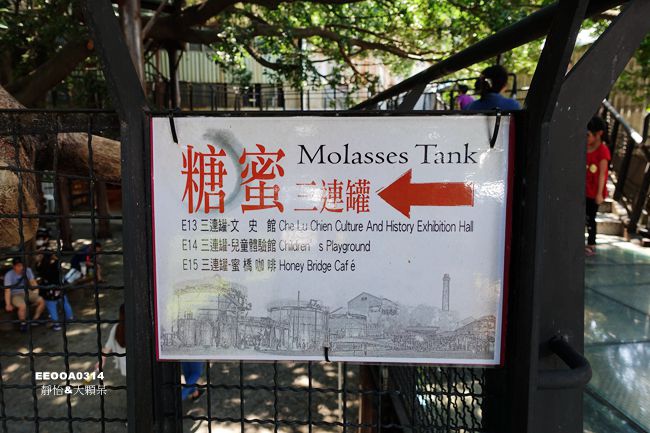 糖蜜 Molasses Tank
三連罐
E13 三連罐-文史館 Che Lu Chien Culture And History Exhibition Hall
E14 三連罐-兒童體驗館 Children's Playground
E15 三連罐-蜜橋咖啡 Honey Bridge Café
EEOOA0314
靜怡&大顆呆